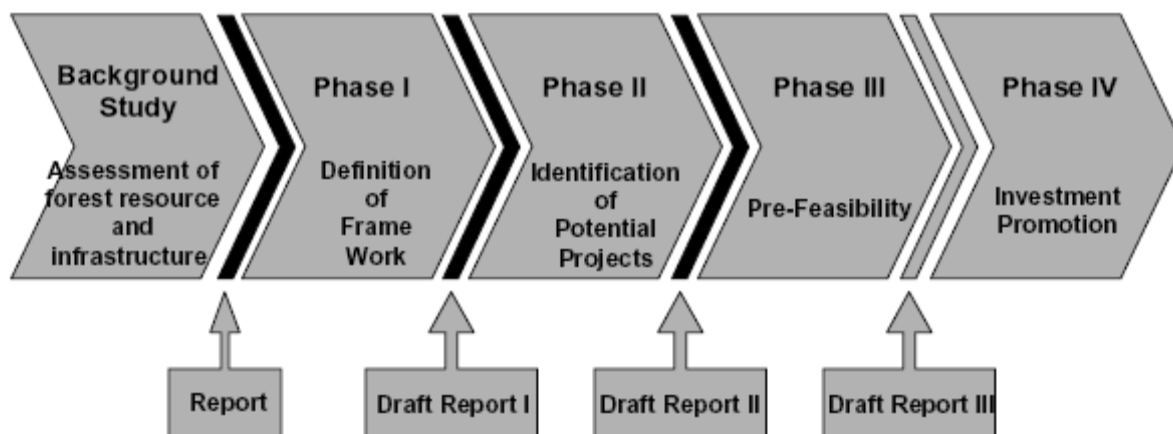 Background
Study
Assessment of
forest resource
and
infrastructure
Phase I
Definition
of
Frame
Work
Phase II
Identification
of
Potential
Projects
Phase III
Pre-Feasibility
Phase IV
Investment
Promotion
Report
Draft Report I
Draft Report II
Draft Report III